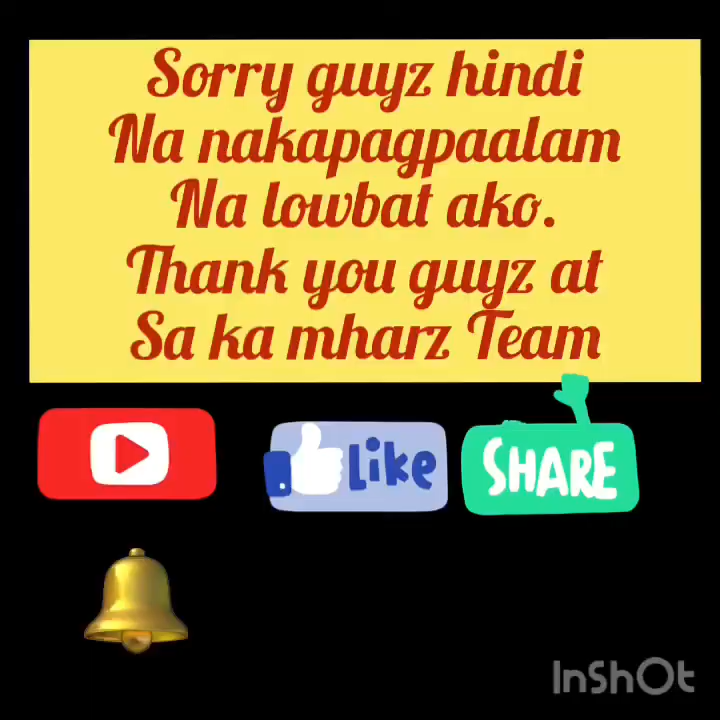 Sorry guyz hindi
Na nakapagpaalam
Na lowbat ako.
Thank you guyz at
Sa ka mharz Team
Like
SHARE
InShOt